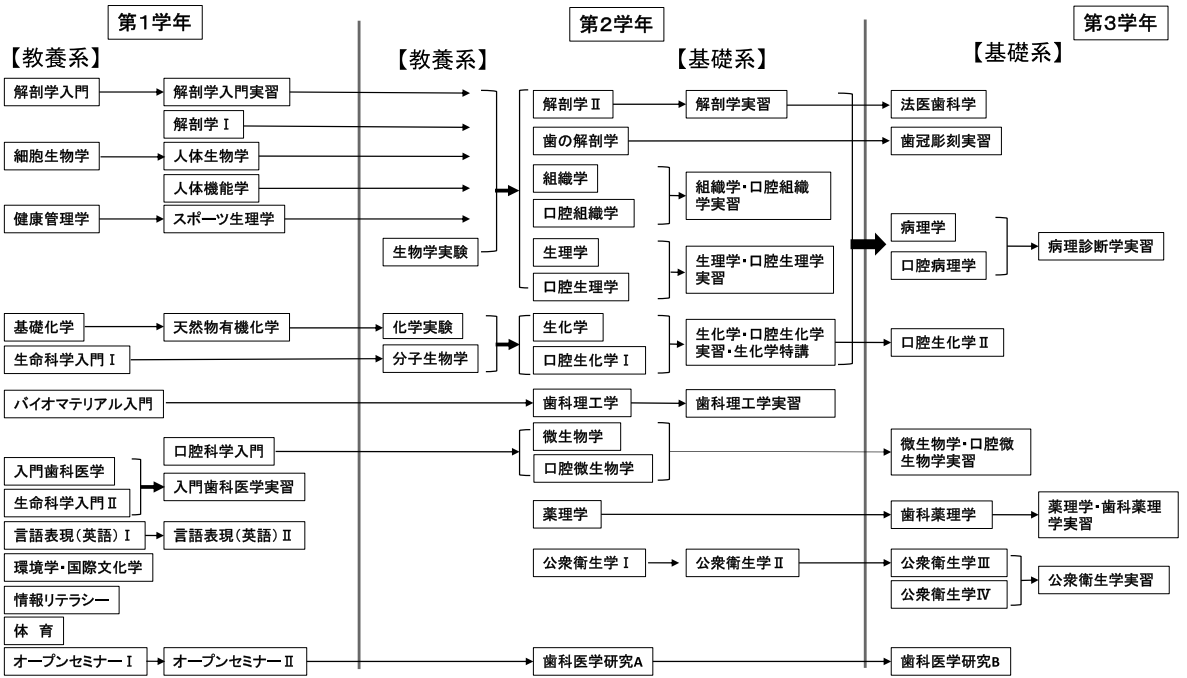 第1学年
第2学年
第3学年
【教養系】
【教養系】
【基礎系】
【基礎系】
解剖学入門
解剖学入門実習
解剖学Ⅰ
細胞生物学
人体生物学
人体機能学
健康管理学
スポーツ生理学
生物学実験
基礎化学
天然物有機化学
化学実験
生命科学入門Ⅰ
分子生物学
バイオマテリアル入門
口腔科学入門
入門歯科医学
生命科学入門Ⅱ
入門歯科医学実習
言語表現(英語)Ⅰ
言語表現(英語)Ⅱ
環境学・国際文化学
情報リテラシー
体 育
オープンセミナーⅠ
オープンセミナーⅡ
解剖学Ⅱ
解剖学実習
歯の解剖学
組織学
口腔組織学
組織学・口腔組織
学実習
生理学
口腔生理学
生理学・口腔生理学
実習
生化学
口腔生化学Ⅰ
生化学・口腔生化学
実習・生化学特講
歯科理工学
歯科理工学実習
微生物学
口腔微生物学
薬理学
公衆衛生学Ⅰ
公衆衛生学Ⅱ
歯科医学研究A
法医歯科学
歯冠彫刻実習
病理学
口腔病理学
病理診断学実習
口腔生化学Ⅱ
微生物学・口腔微
生物学実習
歯科薬理学
薬理学・歯科薬理
学実習
公衆衛生学Ⅲ
公衆衛生学Ⅳ
公衆衛生学実習
歯科医学研究B